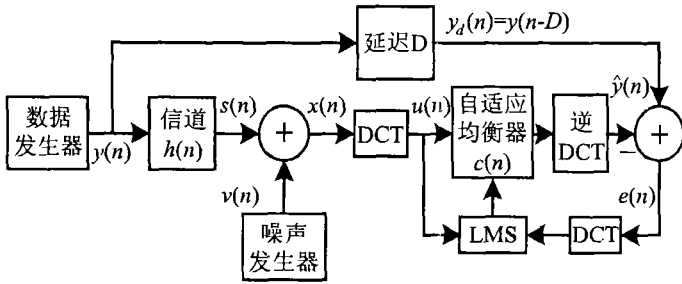 延迟D
y_d(n)=y(n-D)
数据
发生器
y(n)
信道
h(n)
s(n)
+
x(n)
DCT
u(n)
自适应
均衡器
c(n)
逆
DCT
ŷ(n)
+
−
e(n)
v(n)
噪声
发生器
LMS
DCT